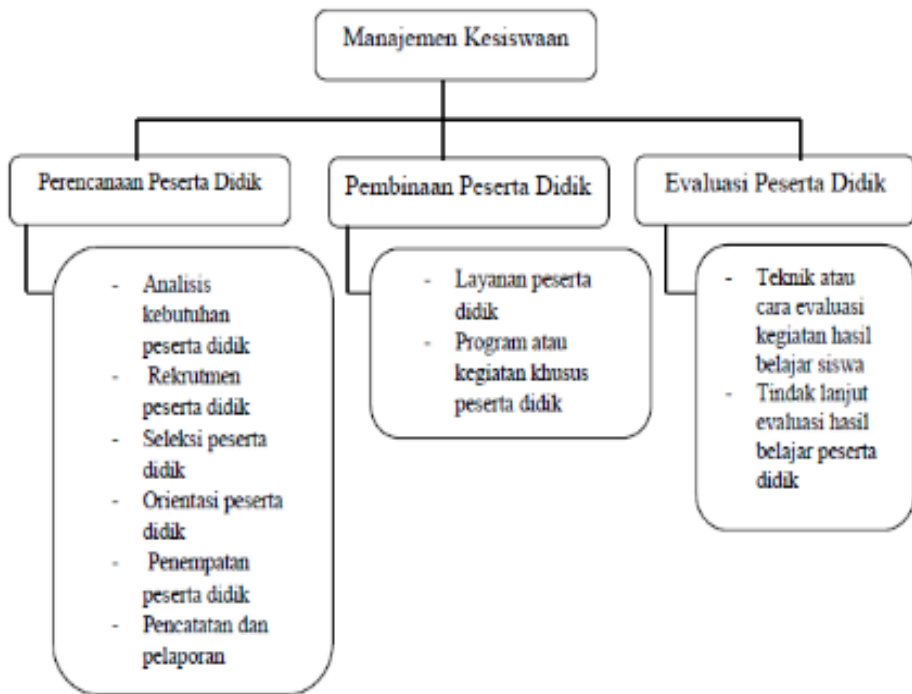 Manajemen Kesiswaan
Perencanaan Peserta Didik
Pembinaan Peserta Didik
Evaluasi Peserta Didik
- Analisis
kebutuhan
peserta didik
- Rekrutmen
peserta didik
- Seleksi peserta
didik
- Orientasi peserta
didik
- Penempatan
peserta didik
- Pencatatan dan
pelaporan
- Layanan peserta
didik
- Program atau
kegiatan khusus
peserta didik
- Teknik atau
cara evaluasi
kegiatan hasil
belajar siswa
- Tindak lanjut
evaluasi hasil
belajar peserta
didik